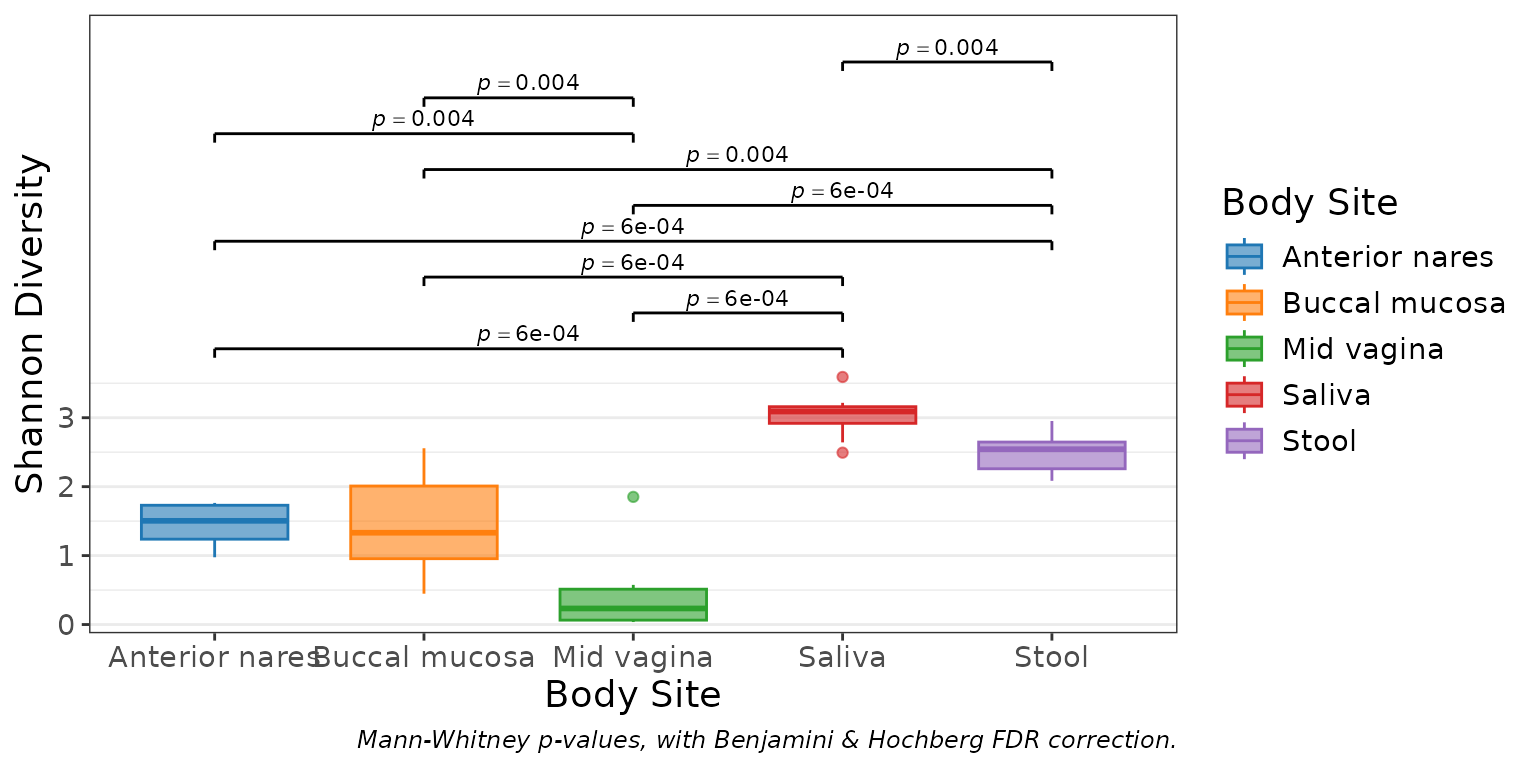 p = 0.004
p = 0.004
p = 0.004
p = 0.004
p = 6e-04
p = 6e-04
p = 6e-04
p = 6e-04
p = 6e-04
Shannon Diversity
3
2
1
0
Anterior nares
Buccal mucosa
Mid vagina
Saliva
Stool
Body Site
Mann-Whitney p-values, with Benjamini & Hochberg FDR correction.
Body Site
Anterior nares
Buccal mucosa
Mid vagina
Saliva
Stool